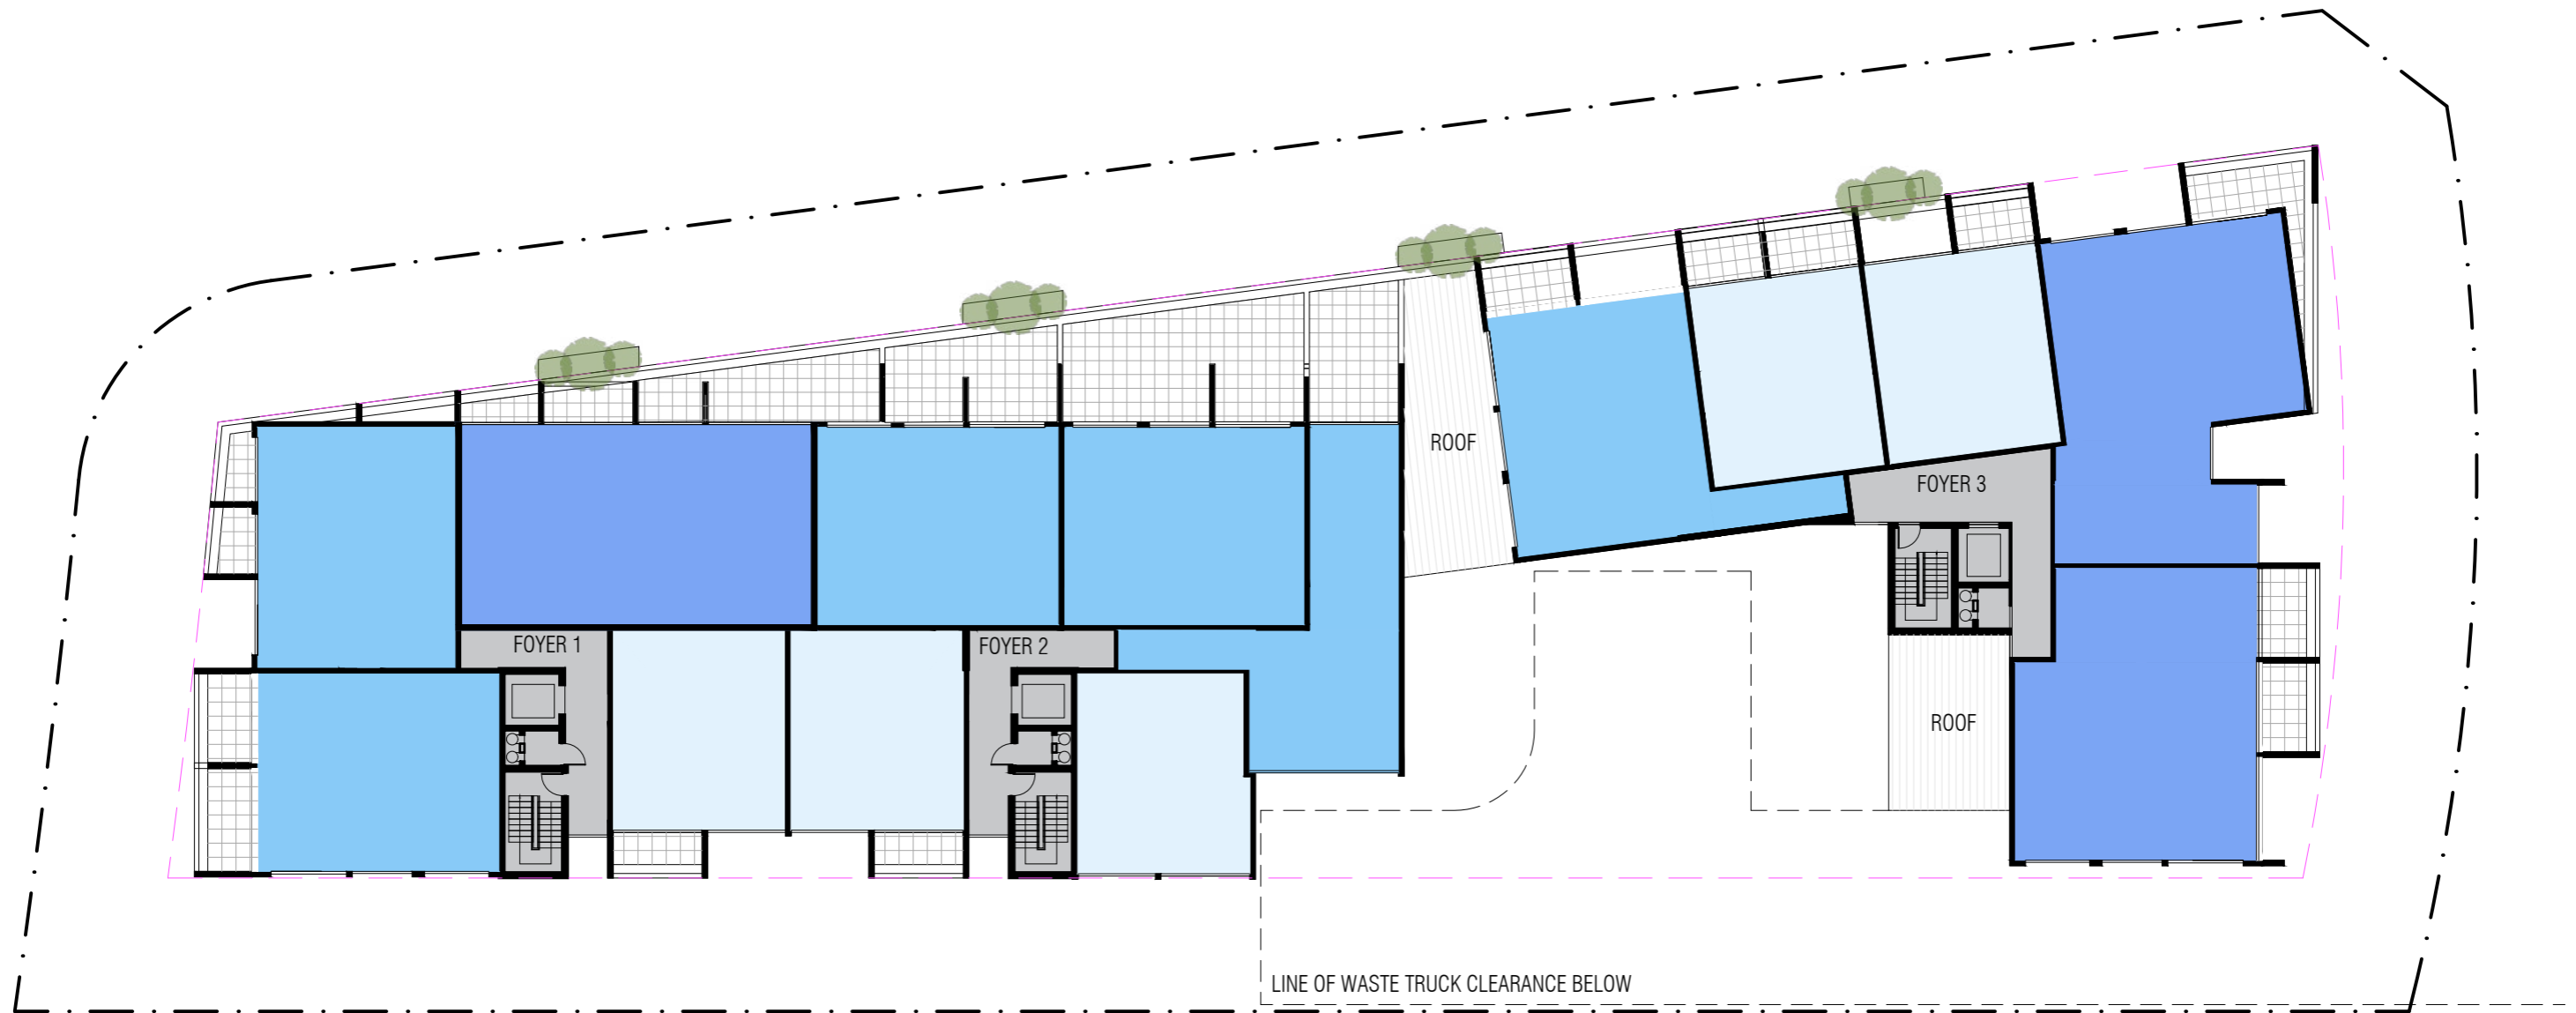 ROOF
FOYER 3
FOYER 1
FOYER 2
ROOF
LINE OF WASTE TRUCK CLEARANCE BELOW